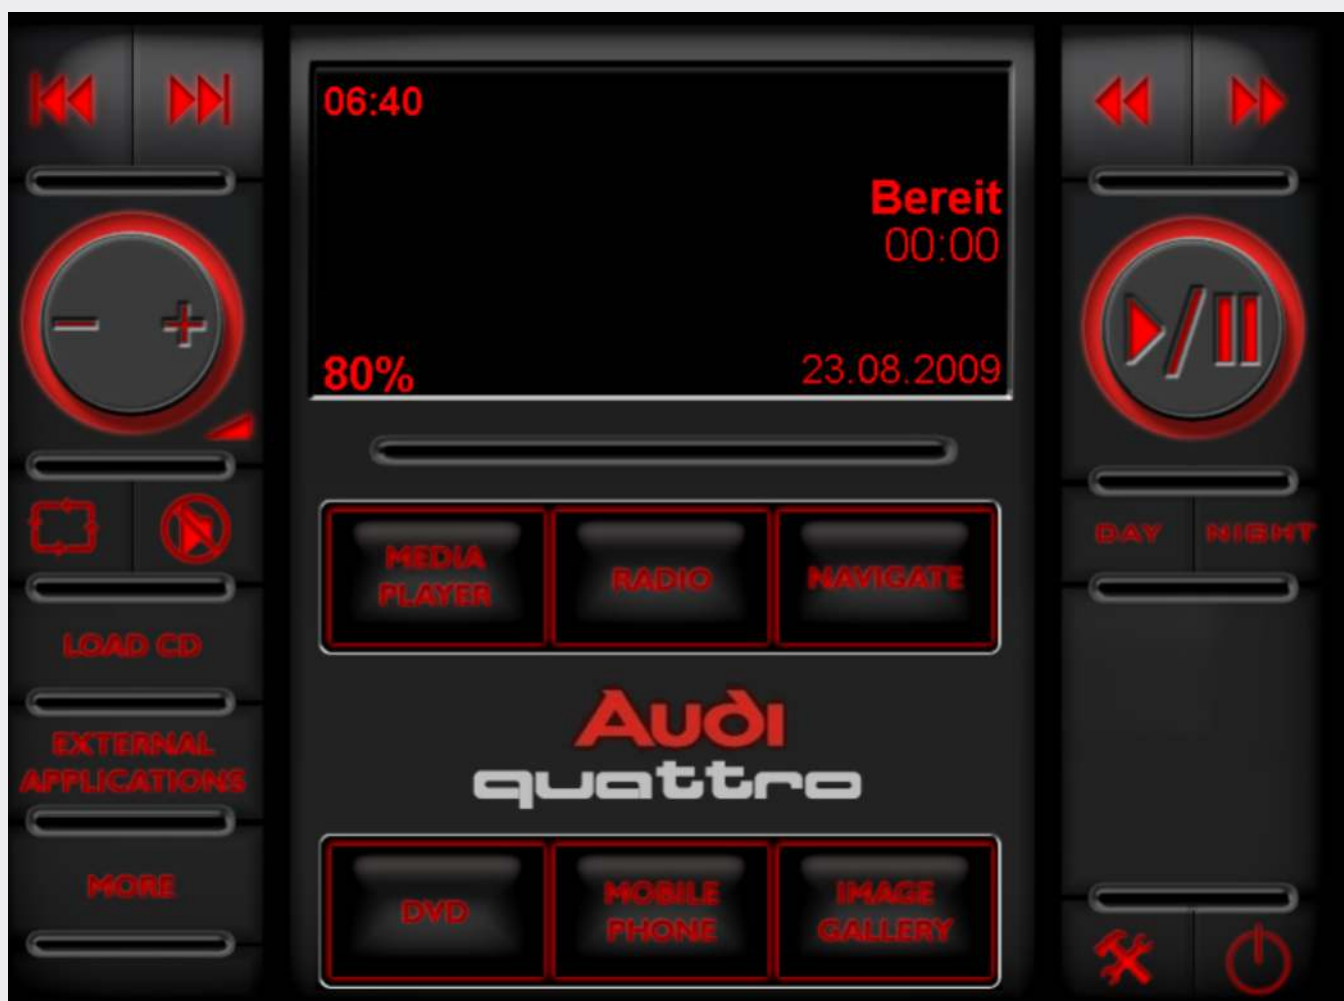 06:40
Bereit
00:00
80%
23.08.2009
DAY
NIGHT
MEDIA
PLAYER
RADIO
NAVIGATE
LOAD CD
Audi
quattro
EXTERNAL
APPLICATIONS
MORE
DVD
MOBILE
PHONE
IMAGE
GALLERY